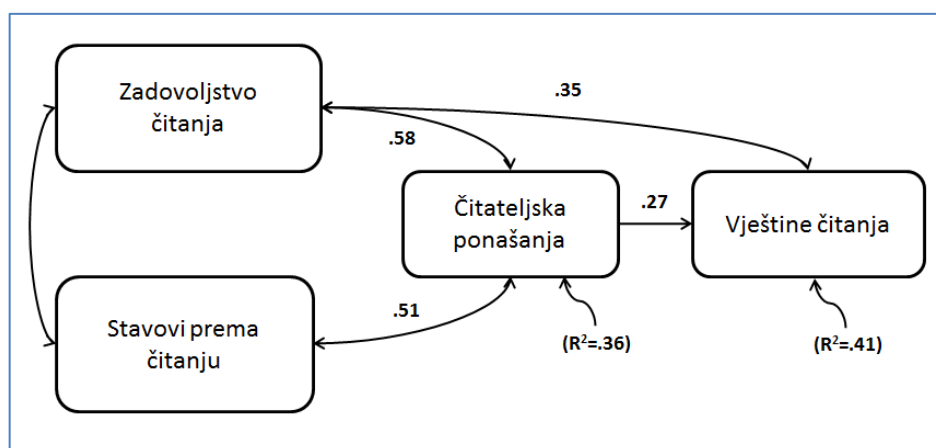 Zadovoljstvo
čitanja
.35
.58
Čitateljska
ponašanja
.27
Vještine čitanja
Stavovi prema
čitanju
.51
(R²=.36)
(R²=.41)